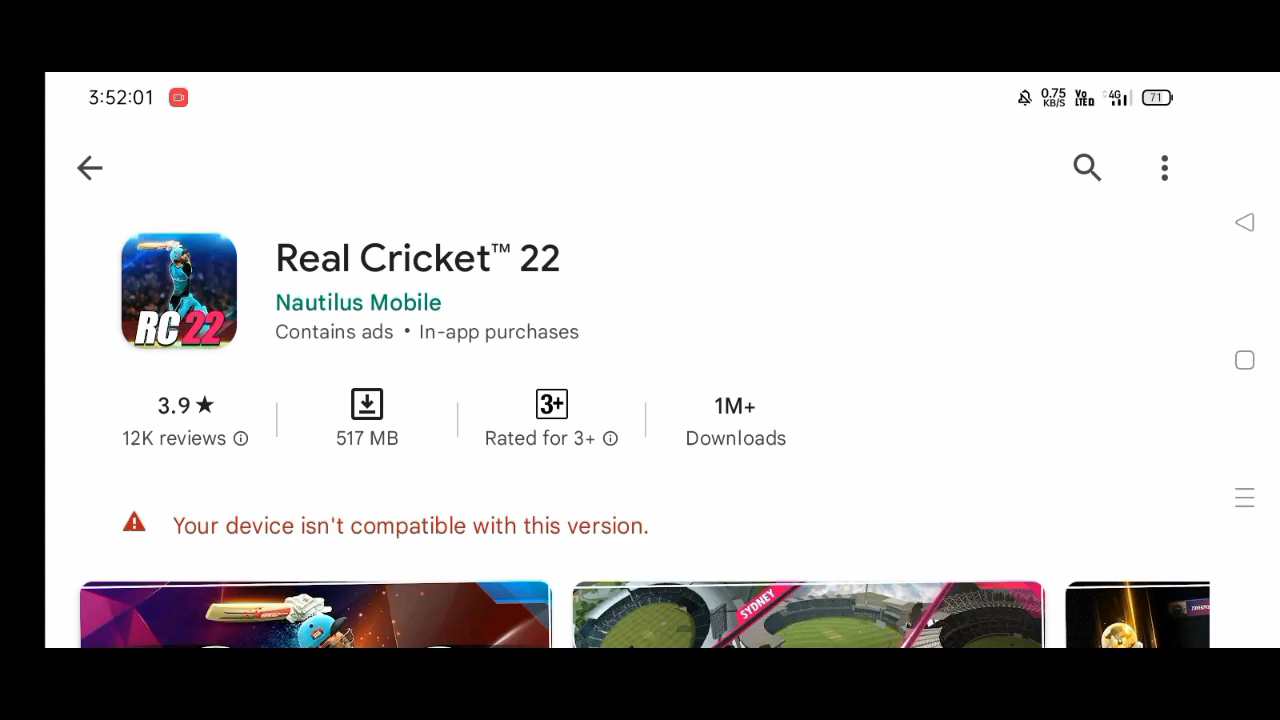 3:52:01
0.75 KB/S Vo LTED 4G 71
Real Cricket™ 22
Nautilus Mobile
Contains ads • In-app purchases
RC 22
3.9★ 3+ 1M+
12K reviews 517 MB Rated for 3+ Downloads
Your device isn't compatible with this version.
SYDNEY